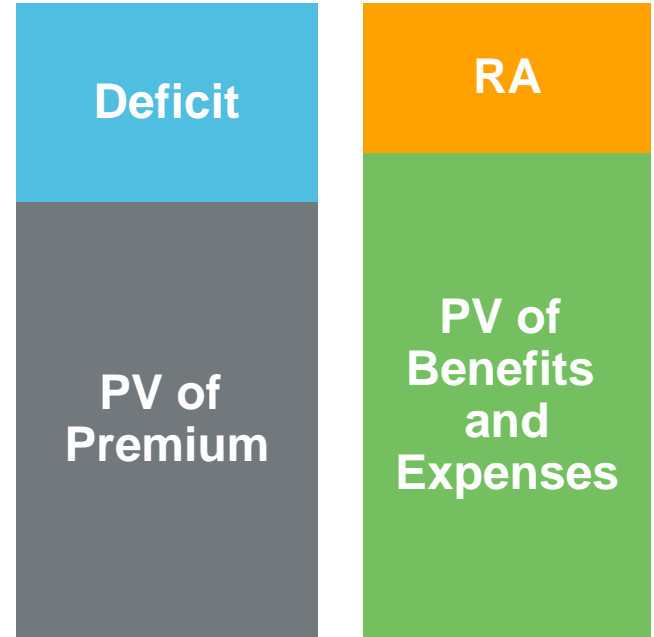 Deficit
PV of
Premium
RA
PV of
Benefits
and
Expenses